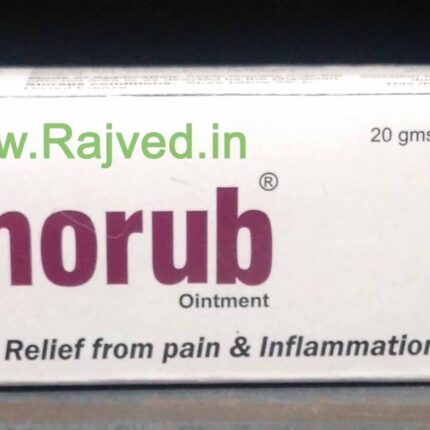 w.Rajved.in
20 gms
norub®
Ointment
Relief from pain & Inflammation